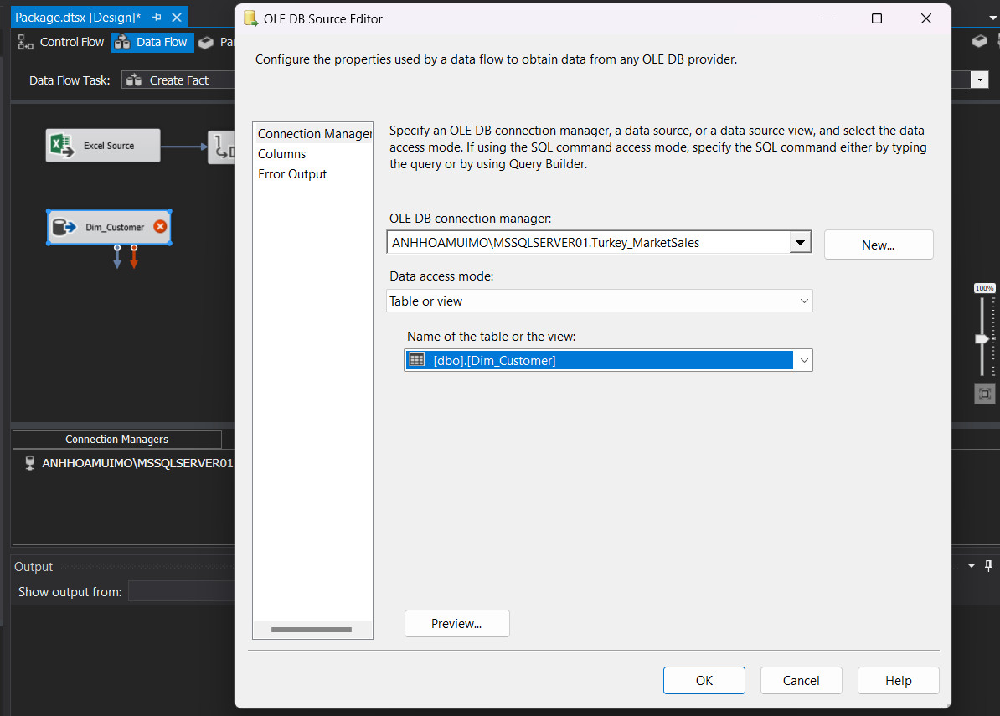 Package.dtsx [Design]*
Control Flow
Data Flow
Data Flow Task:
Create Fact
Excel Source
Dim_Customer
100%
Connection Managers
ANHHOAMUIMO\MSSQLSERVER01
Output
Show output from:
OLE DB Source Editor
Configure the properties used by a data flow to obtain data from any OLE DB provider.
Connection Manager
Columns
Error Output
Specify an OLE DB connection manager, a data source, or a data source view, and select the data
access mode. If using the SQL command access mode, specify the SQL command either by typing
the query or by using Query Builder.
OLE DB connection manager:
ANHHOAMUIMO\MSSQLSERVER01.Turkey_MarketSales
New...
Data access mode:
Table or view
Name of the table or the view:
[dbo].[Dim_Customer]
Preview...
OK
Cancel
Help